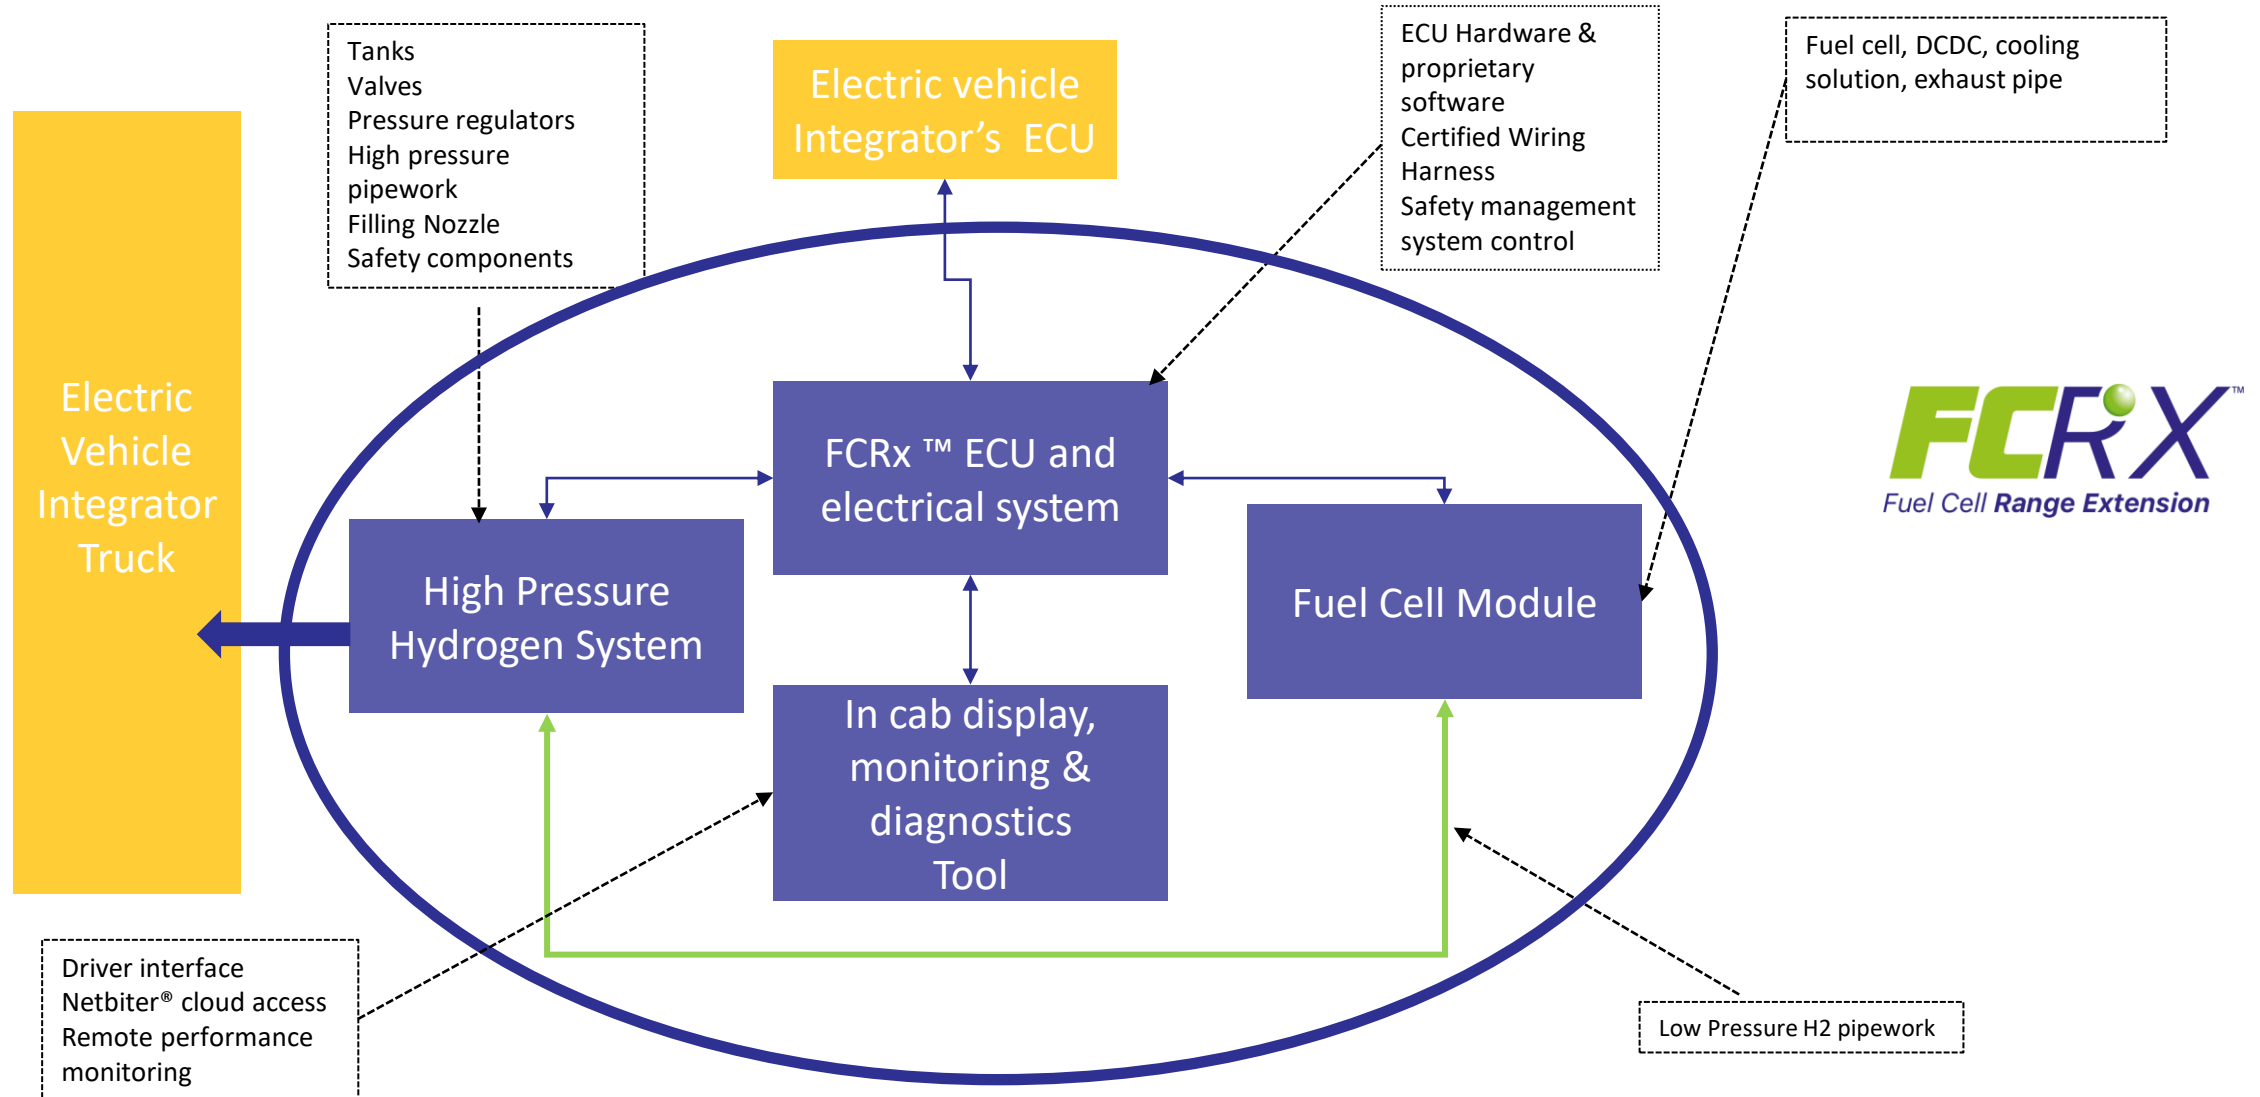 Tanks
Valves
Pressure regulators
High pressure
pipework
Filling Nozzle
Safety components
Electric vehicle
Integrator’s ECU
ECU Hardware &
proprietary
software
Certified Wiring
Harness
Safety management
system control
Fuel cell, DCDC, cooling
solution, exhaust pipe
Electric
Vehicle
Integrator
Truck
FCRx ™ ECU and
electrical system
FCRX™
Fuel Cell Range Extension
High Pressure
Hydrogen System
Fuel Cell Module
In cab display,
monitoring &
diagnostics
Tool
Driver interface
Netbiter® cloud access
Remote performance
monitoring
Low Pressure H2 pipework